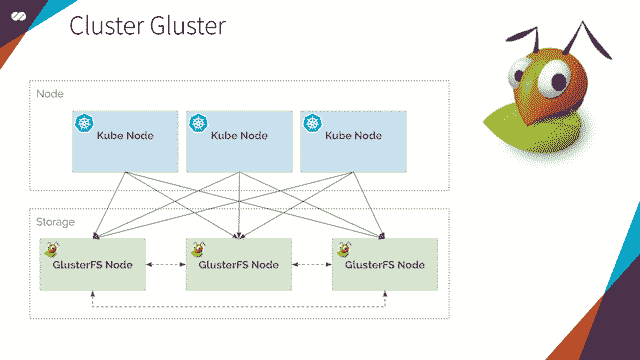 Cluster Gluster
Node
Kube Node
Kube Node
Kube Node
Storage
GlusterFS Node
GlusterFS Node
GlusterFS Node